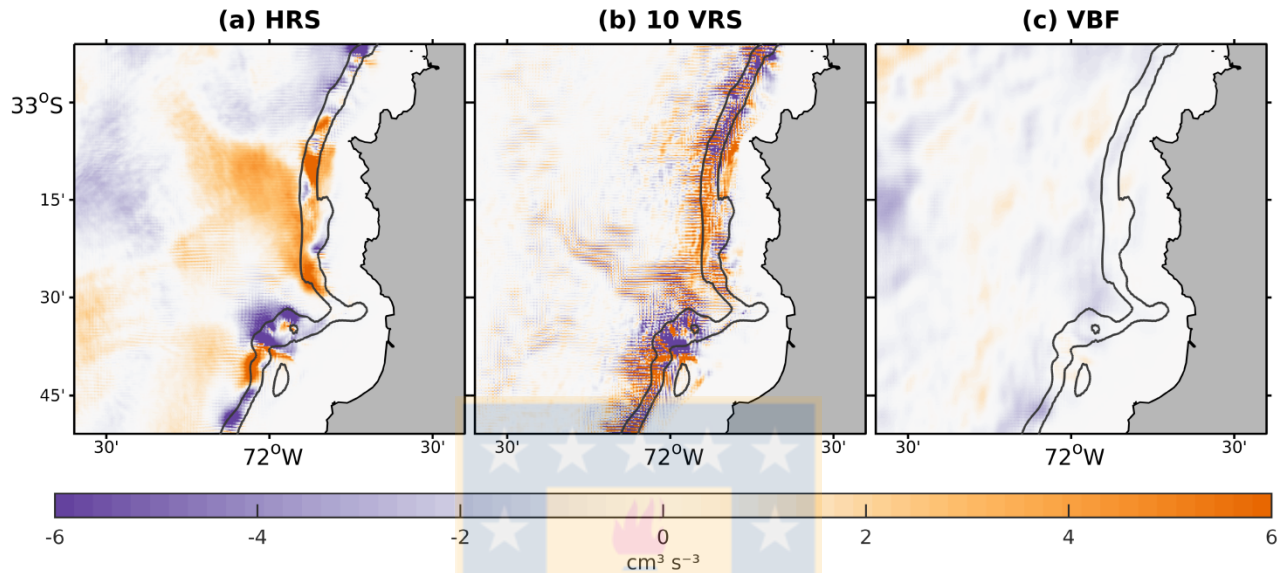 (a) HRS (b) 10 VRS (c) VBF
33°S
15'
30'
45'
30' 72°W 30' 30' 72°W 30' 30' 72°W 30'
-6 -4 -2 0 2 4 6
cm³ s⁻³